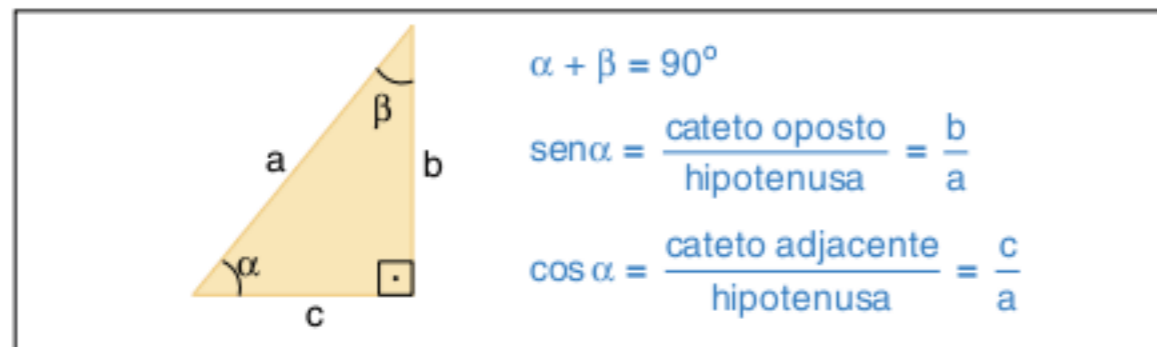 α + β = 90º
senα = cateto oposto / hipotenusa = b / a
cos α = cateto adjacente / hipotenusa = c / a
β
a
b
α
c